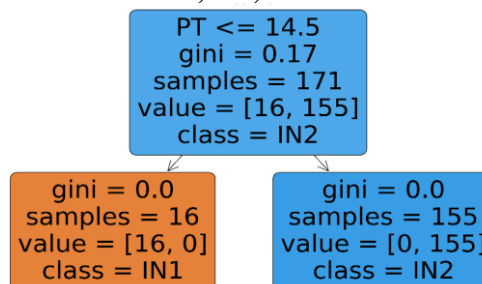 PT <= 14.5
gini = 0.17
samples = 171
value = [16, 155]
class = IN2
gini = 0.0
samples = 16
value = [16, 0]
class = IN1
gini = 0.0
samples = 155
value = [0, 155]
class = IN2